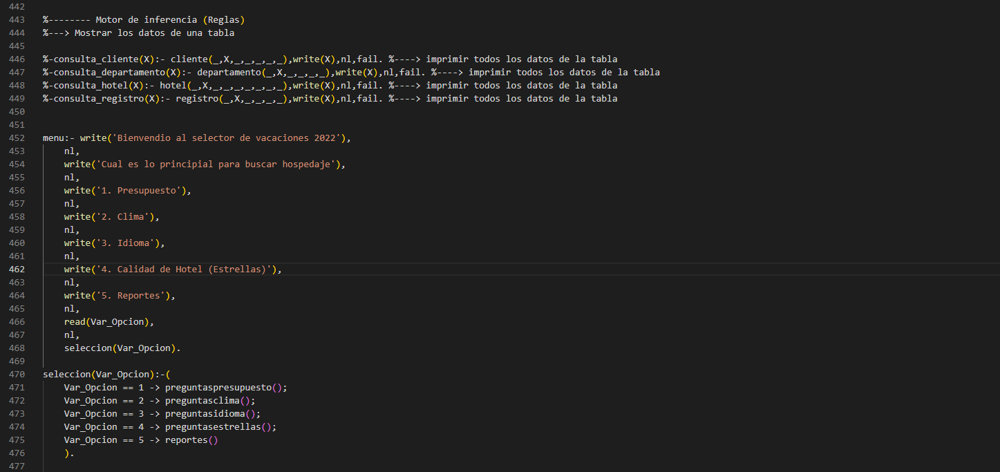 442
443 %-------- Motor de inferencia (Reglas)
444 %---> Mostrar los datos de una tabla
445
446 %-consulta_cliente(X):- cliente(_,X,_,_,_,_,_),write(X),nl,fail. %----> imprimir todos los datos de la tabla
447 %-consulta_departamento(X):- departamento(_,X,_,_,_,_),write(X),nl,fail. %----> imprimir todos los datos de la tabla
448 %-consulta_hotel(X):- hotel(_,X,_,_,_,_,_,_,_),write(X),nl,fail. %----> imprimir todos los datos de la tabla
449 %-consulta_registro(X):- registro(_,X,_,_,_,_),write(X),nl,fail. %----> imprimir todos los datos de la tabla
450
451
452 menu:- write('Bienvendio al selector de vacaciones 2022'),
453 nl,
454 write('Cual es lo principial para buscar hospedaje'),
455 nl,
456 write('1. Presupuesto'),
457 nl,
458 write('2. Clima'),
459 nl,
460 write('3. Idioma'),
461 nl,
462 write('4. Calidad de Hotel (Estrellas)'),
463 nl,
464 write('5. Reportes'),
465 nl,
466 read(Var_Opcion),
467 nl,
468 seleccion(Var_Opcion).
469
470 seleccion(Var_Opcion):-(
471 Var_Opcion == 1 -> preguntaspresupuesto();
472 Var_Opcion == 2 -> preguntasclima();
473 Var_Opcion == 3 -> preguntasidioma();
474 Var_Opcion == 4 -> preguntasestrellas();
475 Var_Opcion == 5 -> reportes()
476 ).
477